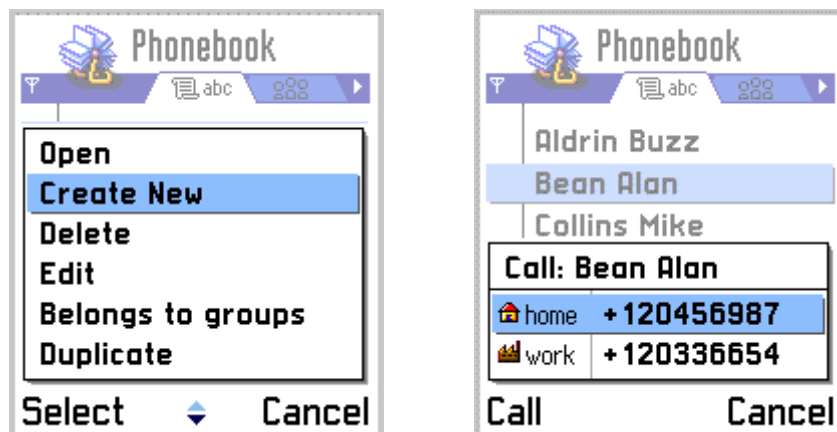 Phonebook
abc
Open
Create New
Delete
Edit
Belongs to groups
Duplicate
Select Cancel
Phonebook
abc
Aldrin Buzz
Bean Alan
Collins Mike
Call: Bean Alan
home +120456987
work +120336654
Call Cancel